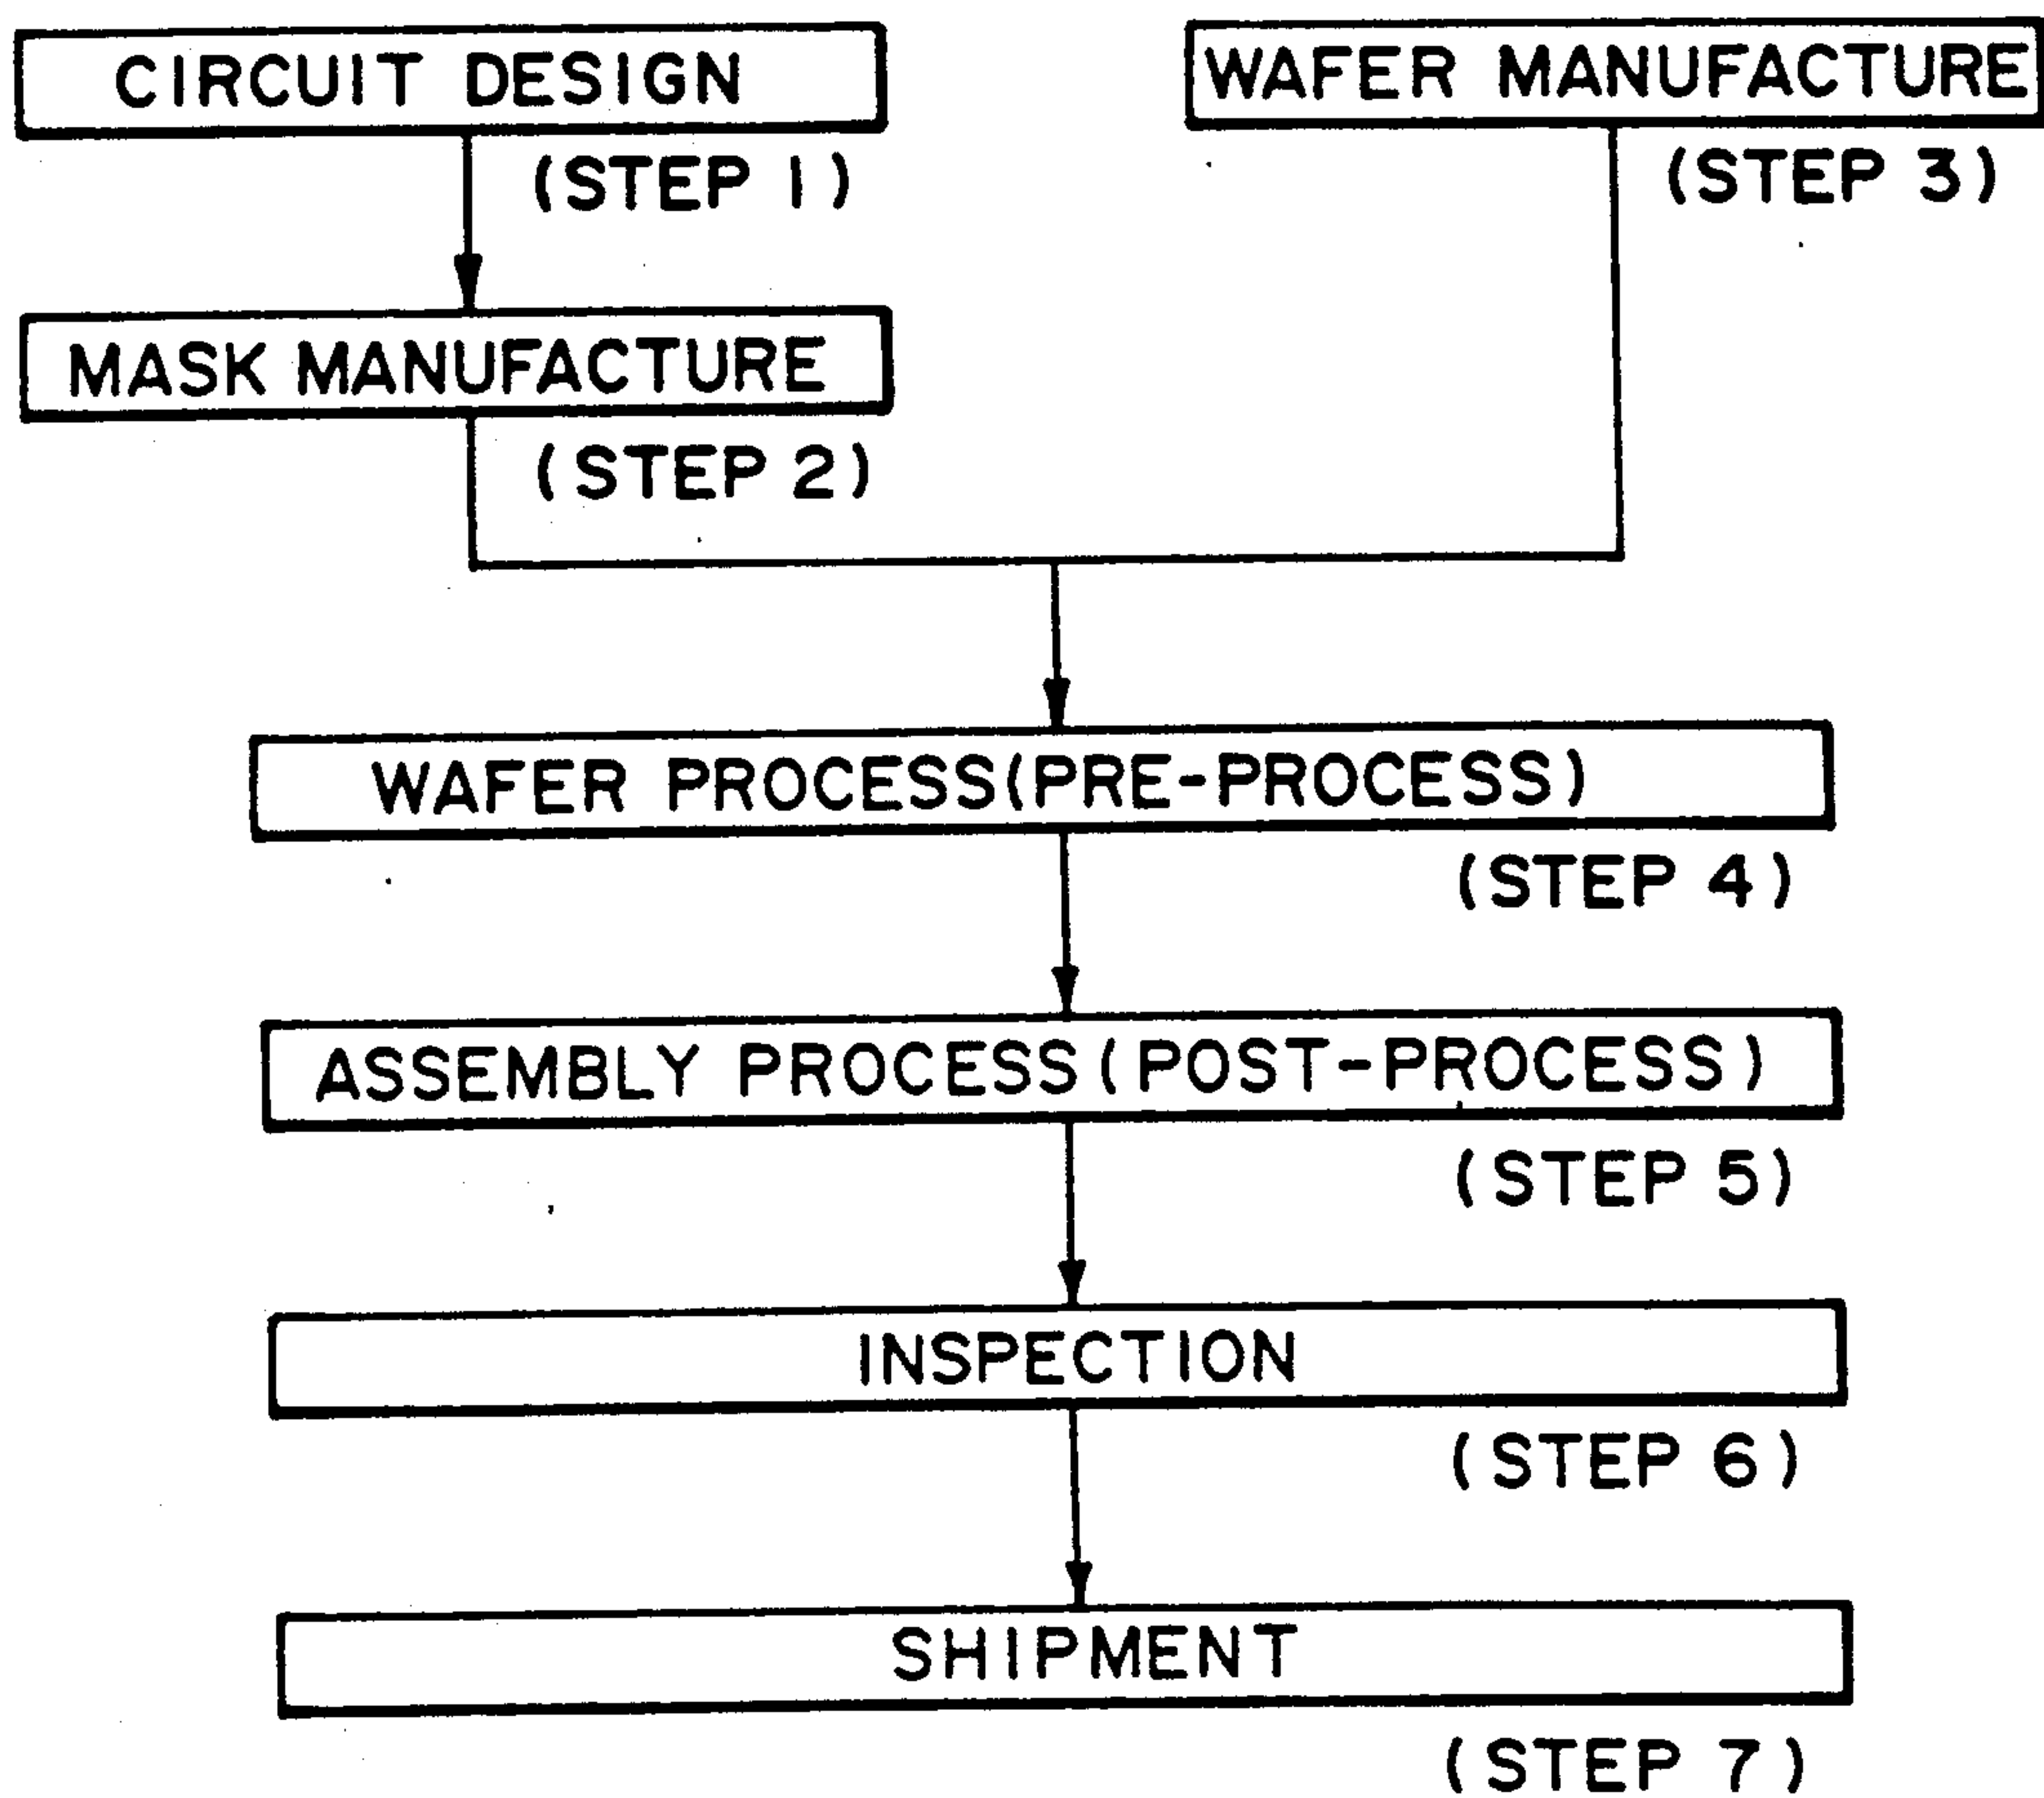 CIRCUIT DESIGN
(STEP 1)
WAFER MANUFACTURE
(STEP 3)
MASK MANUFACTURE
(STEP 2)
WAFER PROCESS(PRE-PROCESS)
(STEP 4)
ASSEMBLY PROCESS(POST-PROCESS)
(STEP 5)
INSPECTION
(STEP 6)
SHIPMENT
(STEP 7)